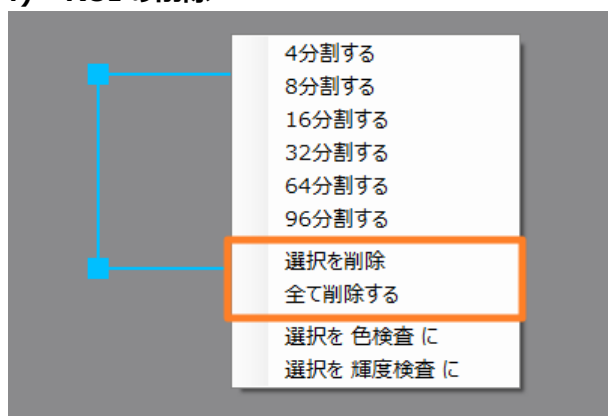 4分割する
8分割する
16分割する
32分割する
64分割する
96分割する
選択を削除
全て削除する
選択を 色検査 に
選択を 輝度検査 に